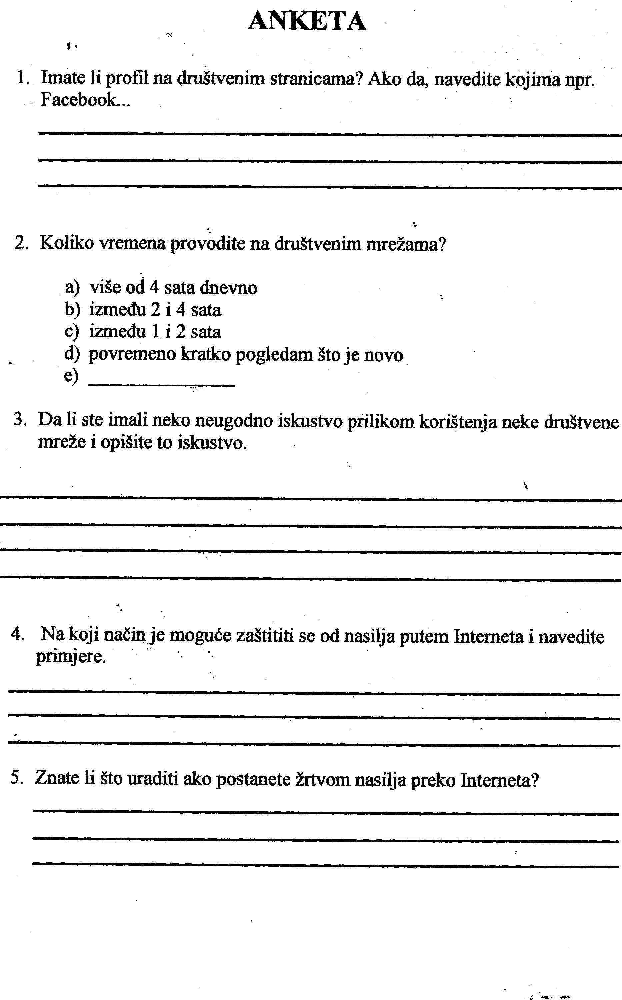 ANKETA
1. Imate li profil na društvenim stranicama? Ako da, navedite kojima npr.
Facebook...
2. Koliko vremena provodite na društvenim mrežama?
a) više od 4 sata dnevno
b) između 2 i 4 sata
c) između 1 i 2 sata
d) povremeno kratko pogledam što je novo
e) ________________
3. Da li ste imali neko neugodno iskustvo prilikom korištenja neke društvene
mreže i opišite to iskustvo.
4. Na koji način je moguće zaštititi se od nasilja putem Interneta i navedite
primjere.
5. Znate li što uraditi ako postanete žrtvom nasilja preko Interneta?